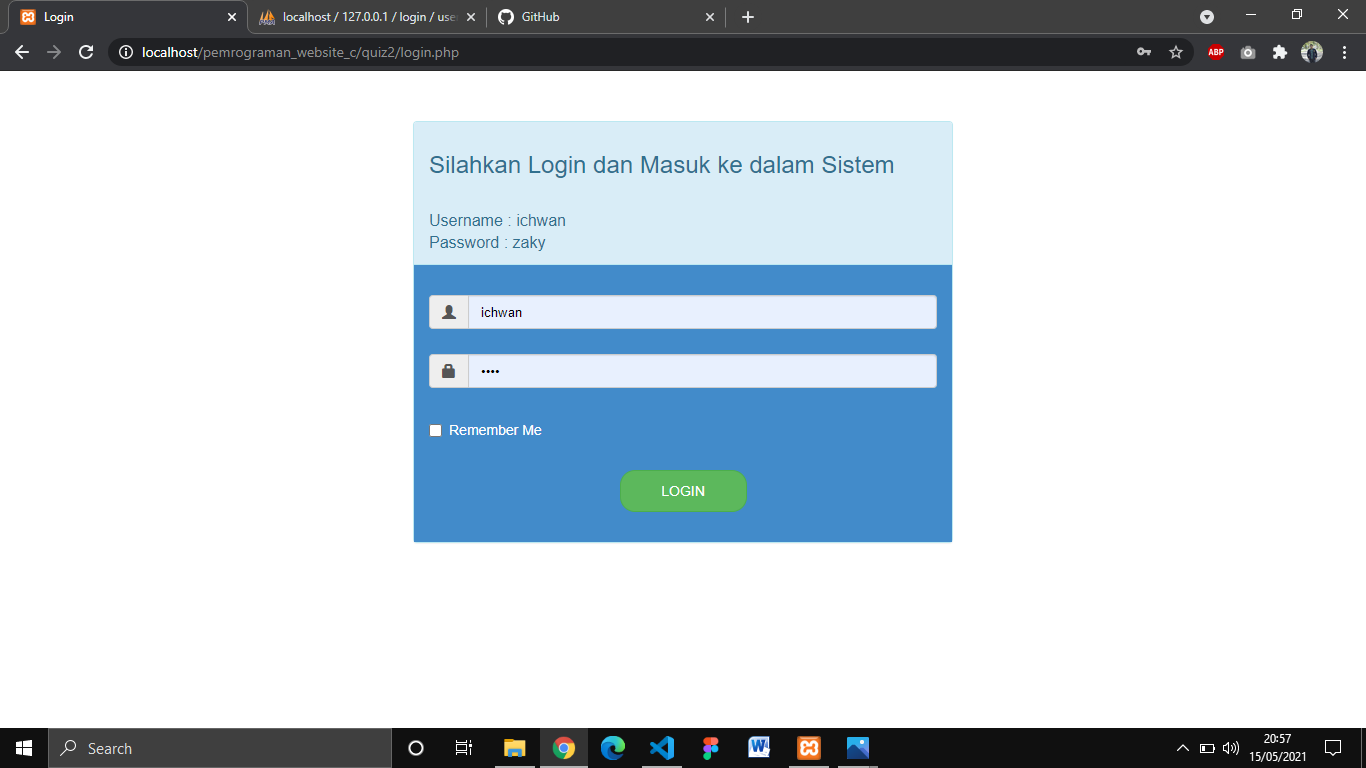 Login
localhost / 127.0.0.1 / login / use
GitHub
localhost/pemrograman_website_c/quiz2/login.php
ABP
Silahkan Login dan Masuk ke dalam Sistem
Username : ichwan
Password : zaky
ichwan
••••
Remember Me
LOGIN
Search
20:57
15/05/2021